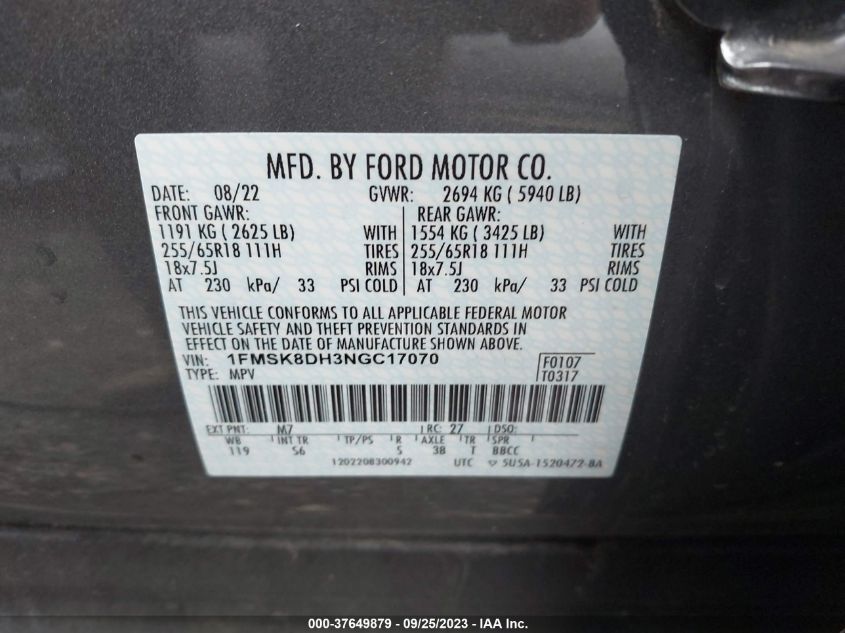 MFD. BY FORD MOTOR CO.
DATE: 08/22 GVWR: 2694 KG ( 5940 LB)
FRONT GAWR: REAR GAWR:
1191 KG ( 2625 LB) WITH 1554 KG ( 3425 LB) WITH
255/65R18 111H TIRES 255/65R18 111H TIRES
18x7.5J RIMS 18x7.5J RIMS
AT 230 kPa/ 33 PSI COLD AT 230 kPa/ 33 PSI COLD
THIS VEHICLE CONFORMS TO ALL APPLICABLE FEDERAL MOTOR
VEHICLE SAFETY AND THEFT PREVENTION STANDARDS IN
EFFECT ON THE DATE OF MANUFACTURE SHOWN ABOVE.
VIN: 1FMSK8DH3NGC17070 F0107
TYPE: MPV T0317
EXT PNT: M7 RC: 27 DSO:
WB INT TR TP/PS R AXLE TR SPR
119 S6 5 38 T BBCC
1202208300942 UTC 5U5A-1520472-BA
000-37649879 - 09/25/2023 - IAA Inc.